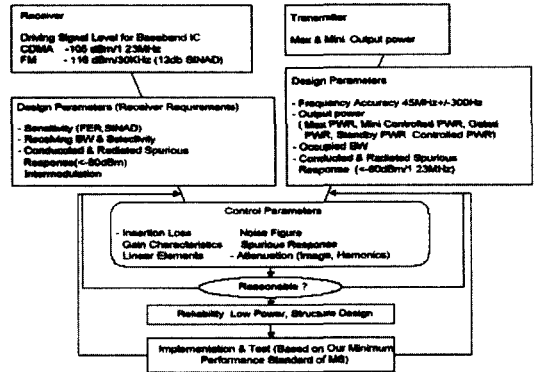 Receiver
Driving Signal Level for Baseband IC
CDMA -105 dBm/1 23MHz
FM - 116 dBm/30KHz (12db SINAD)
Transmitter
Max & Mini Output power
Design Parameters (Receiver Requirements)
- Sensitivity (FER,SINAD)
- Receiving BW & Selectivity
- Conducted & Radiated Spurious
Response(<-80dBm)
Intermodulation
Design Parameters
- Frequency Accuracy 45MHz+/-300Hz
- Output power
( Max PWR, Mini Controlled PWR, Gated
PWR, Standby PWR Controlled PWR)
- Occupied BW
- Conducted & Radiated Spurious
Response (<-60dBm/1 23MHz)
Control Parameters
- Insertion Loss Noise Figure
Gain Characteristics Spurious Response
Linear Elements - Attenuation (Image, Hamonics)
Reasonable ?
Reliability Low Power, Structure Design
Implementation & Test (Based on Our Minimum
Performance Standard of MS)